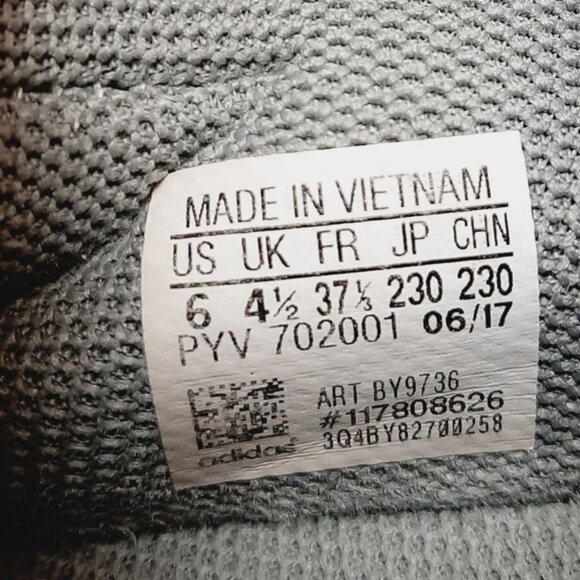 MADE IN VIETNAM
US UK FR JP CHN
6 4½ 37⅓ 230 230
PYV 702001 06/17
ART BY9736
#117808626
3Q4BY82700258
adidas